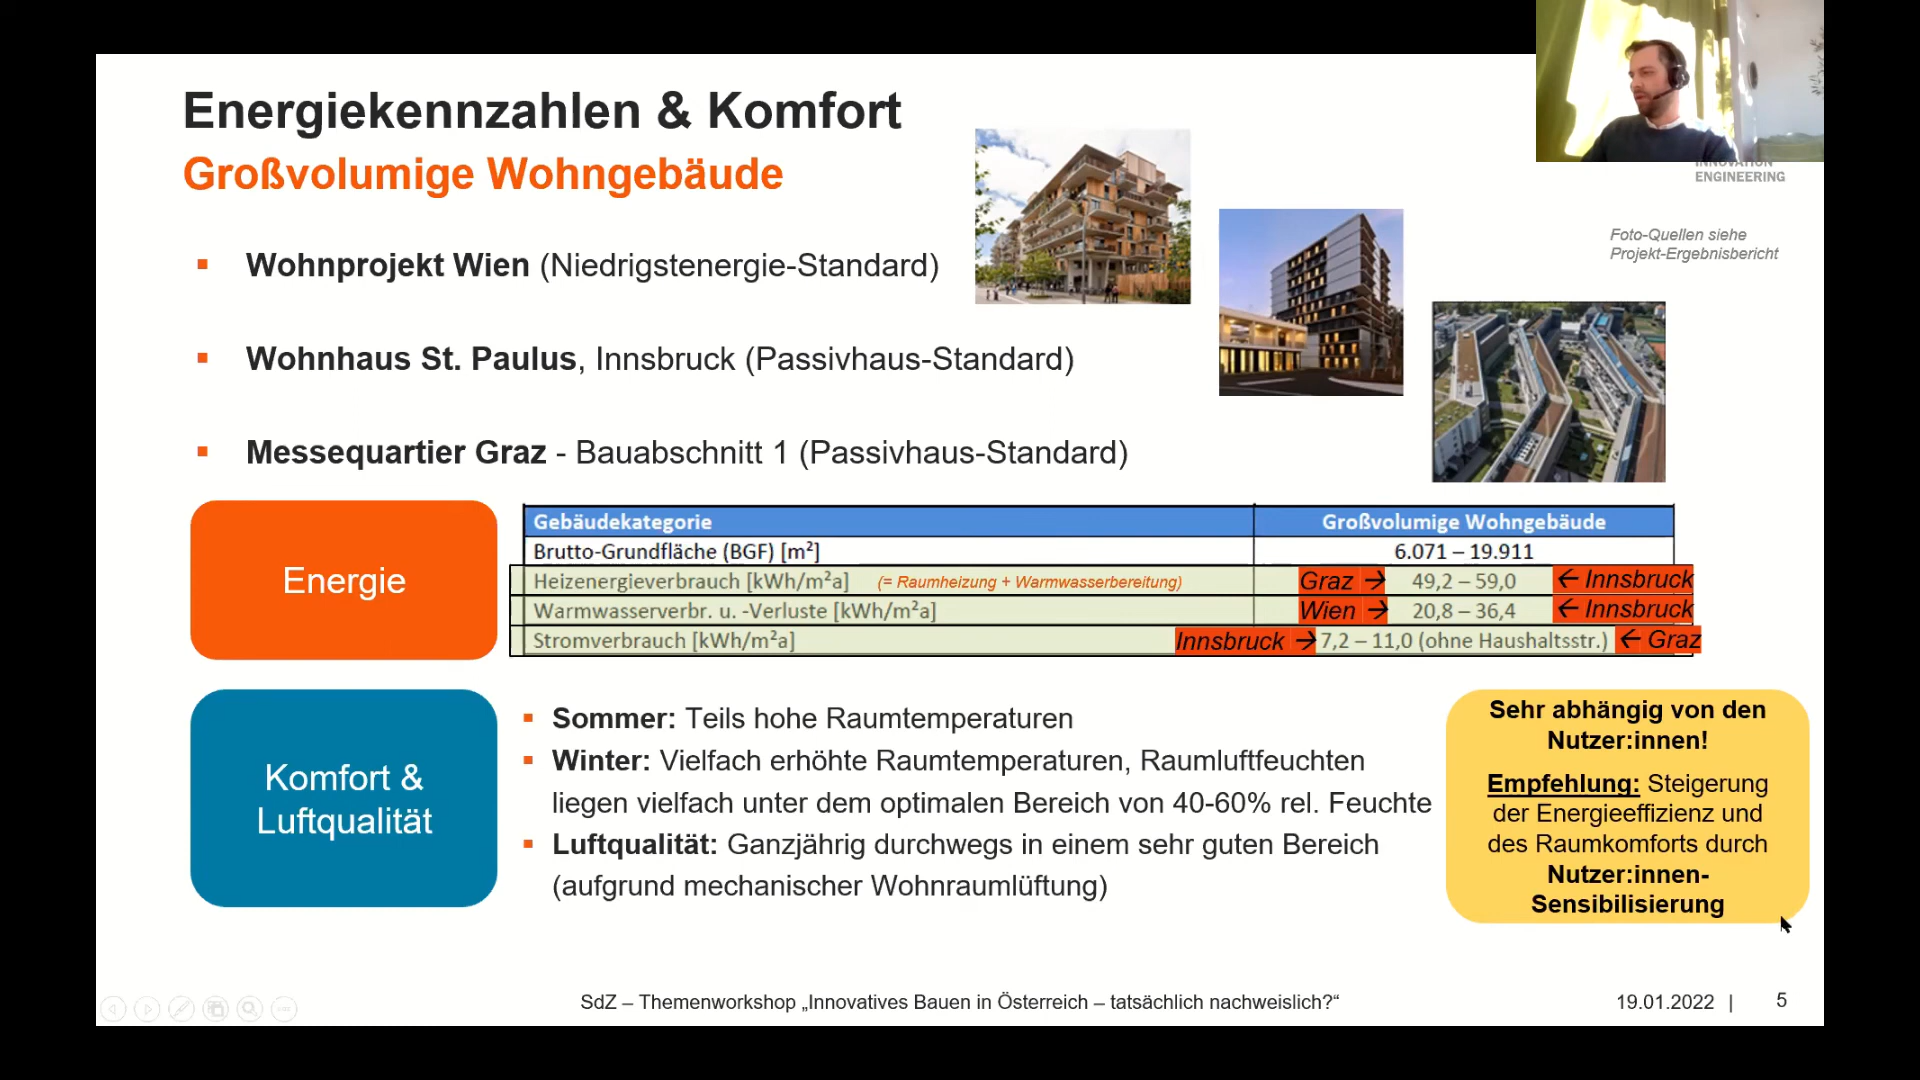 Energiekennzahlen & Komfort
Großvolumige Wohngebäude
INNOVATION
ENGINEERING
Foto-Quellen siehe
Projekt-Ergebnisbericht
▪ Wohnprojekt Wien (Niedrigstenergie-Standard)
▪ Wohnhaus St. Paulus, Innsbruck (Passivhaus-Standard)
▪ Messequartier Graz - Bauabschnitt 1 (Passivhaus-Standard)
Energie
Gebäudekategorie Großvolumige Wohngebäude
Brutto-Grundfläche (BGF) [m²] 6.071 – 19.911
Heizenergieverbrauch [kWh/m²a] (= Raumheizung + Warmwasserbereitung) Graz → 49,2 – 59,0 ← Innsbruck
Warmwasserverbr. u. -Verluste [kWh/m²a] Wien → 20,8 – 36,4 ← Innsbruck
Stromverbrauch [kWh/m²a] Innsbruck → 7,2 – 11,0 (ohne Haushaltsstr.) ← Graz
Komfort &
Luftqualität
▪ Sommer: Teils hohe Raumtemperaturen
▪ Winter: Vielfach erhöhte Raumtemperaturen, Raumluftfeuchten
liegen vielfach unter dem optimalen Bereich von 40-60% rel. Feuchte
▪ Luftqualität: Ganzjährig durchwegs in einem sehr guten Bereich
(aufgrund mechanischer Wohnraumlüftung)
Sehr abhängig von den
Nutzer:innen!
Empfehlung: Steigerung
der Energieeffizienz und
des Raumkomforts durch
Nutzer:innen-
Sensibilisierung
SdZ – Themenworkshop „Innovatives Bauen in Österreich – tatsächlich nachweislich?“
19.01.2022 | 5